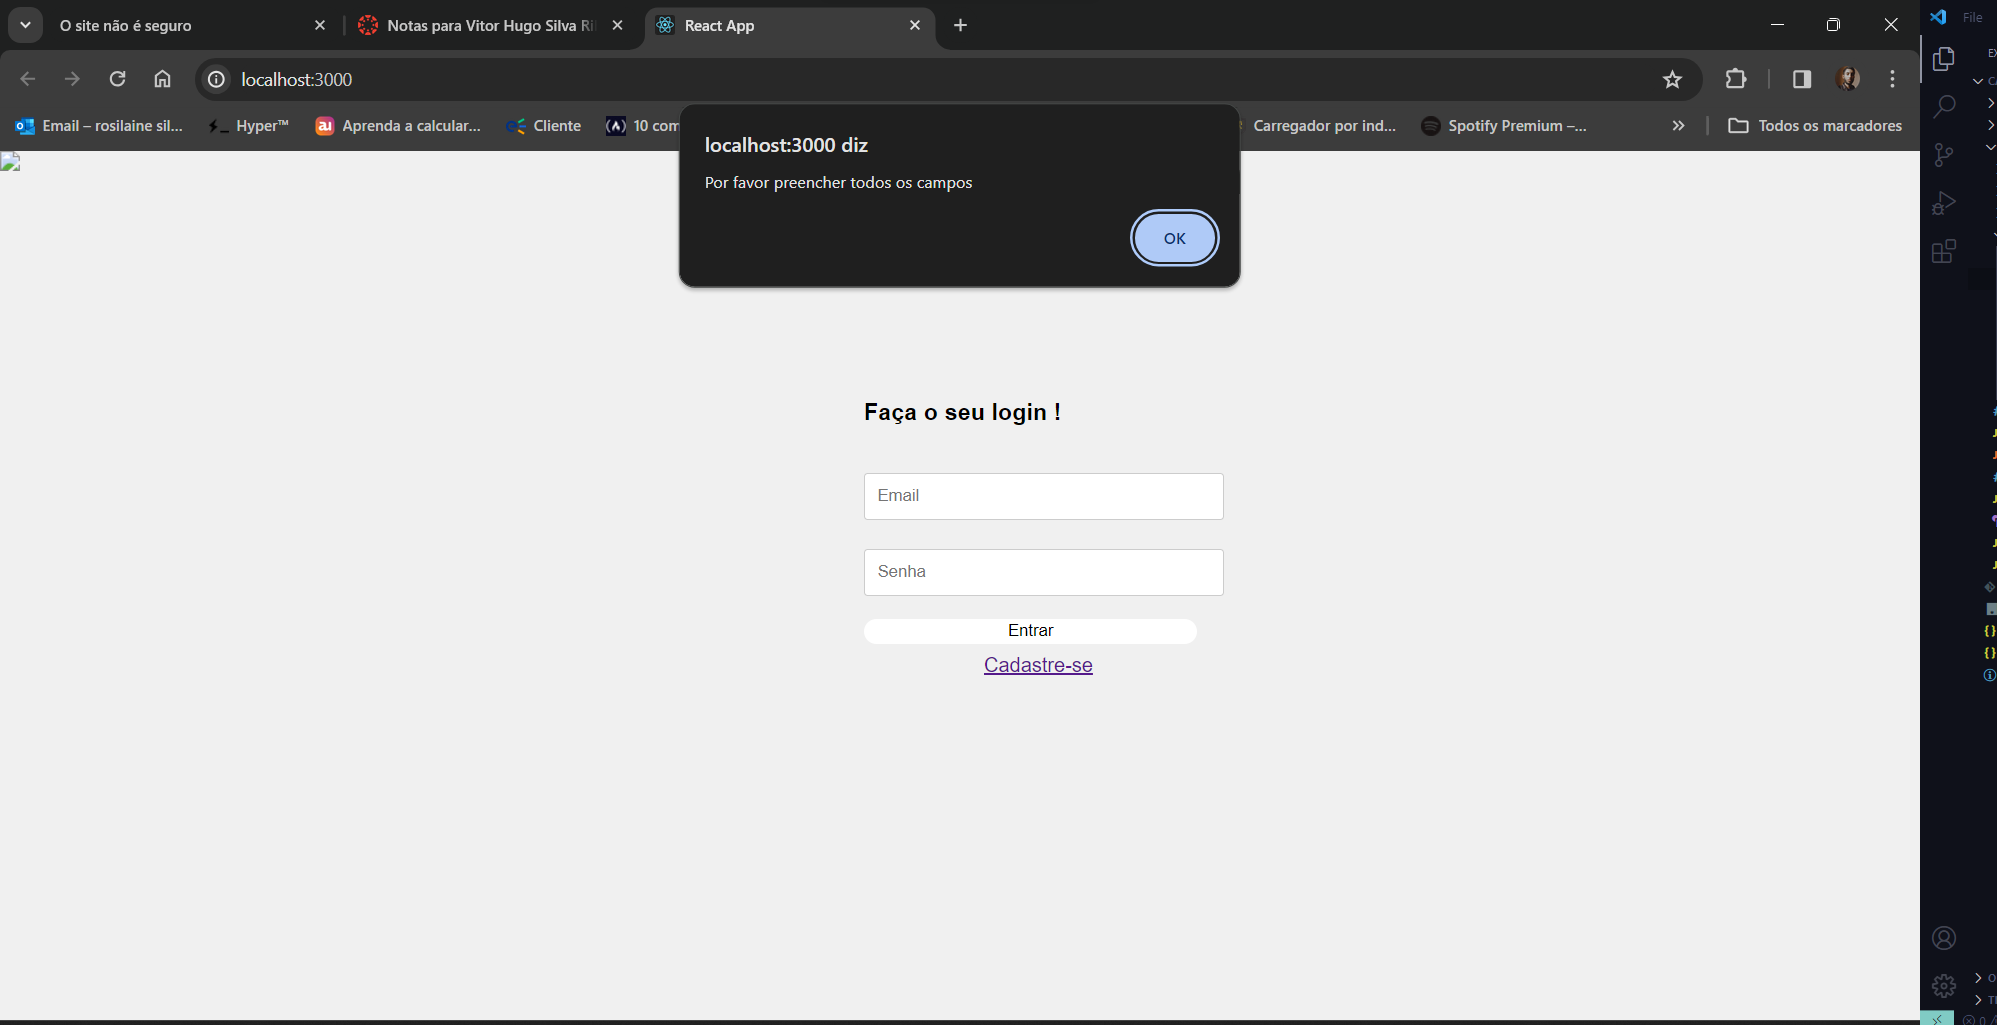 O site não é seguro
Notas para Vitor Hugo Silva Ri
React App
File
localhost:3000
Email – rosilaine sil...
Hyper™
Aprenda a calcular...
Cliente
10 com
Carregador por ind...
Spotify Premium –...
Todos os marcadores
localhost:3000 diz
Por favor preencher todos os campos
OK
Faça o seu login !
Email
Senha
Entrar
Cadastre-se